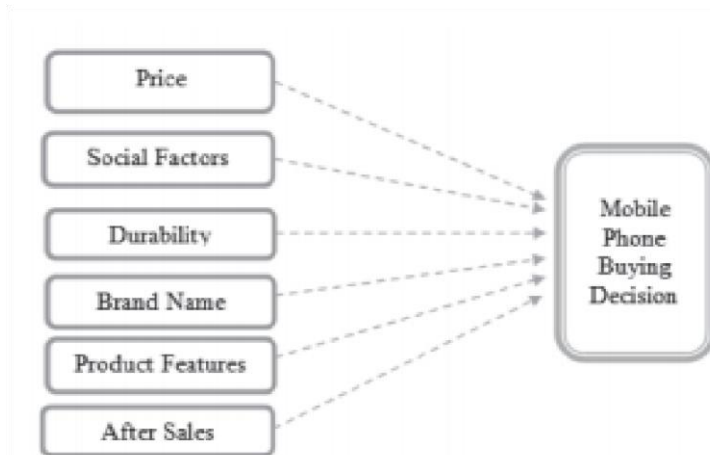 Price
Social Factors
Durability
Brand Name
Product Features
After Sales
Mobile
Phone
Buying
Decision